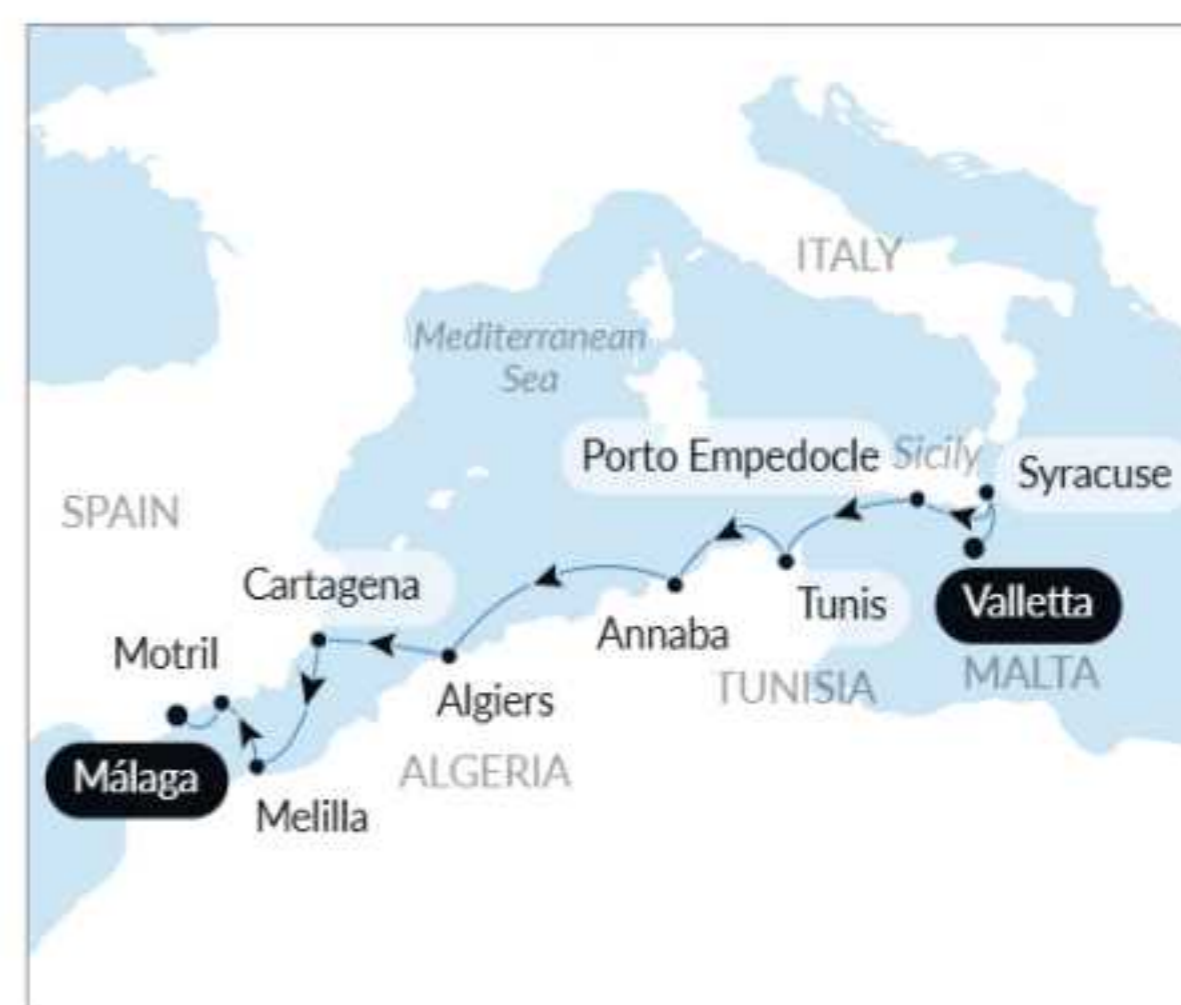 ITALY
Mediterranean
Sea
Porto Empedocle
Sicily
Syracuse
SPAIN
Cartagena
Tunis
Valletta
Annaba
Motril
MALTA
TUNISIA
Algiers
ALGERIA
Málaga
Melilla